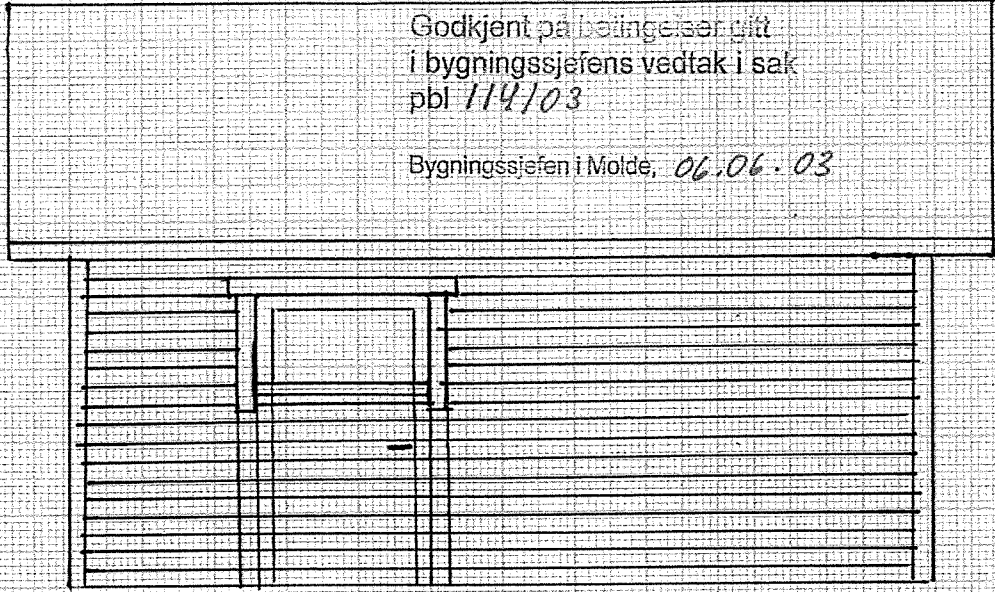 Godkjent på betingelser gitt
i bygningssjefens vedtak i sak
pbl 114/03
Bygningssjefen i Molde, 06.06.03